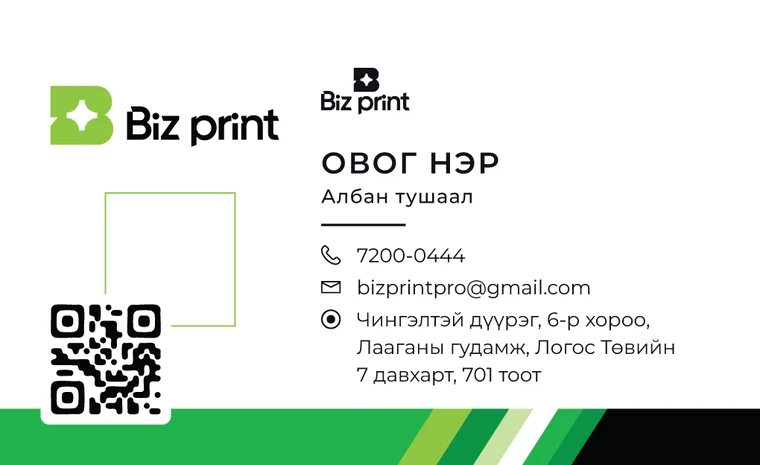 Biz print
Biz print
ОВОГ НЭР
Албан тушаал
7200-0444
bizprintpro@gmail.com
Чингэлтэй дүүрэг, 6-р хороо,
Лааганы гудамж, Логос Төвийн
7 давхарт, 701 тоот